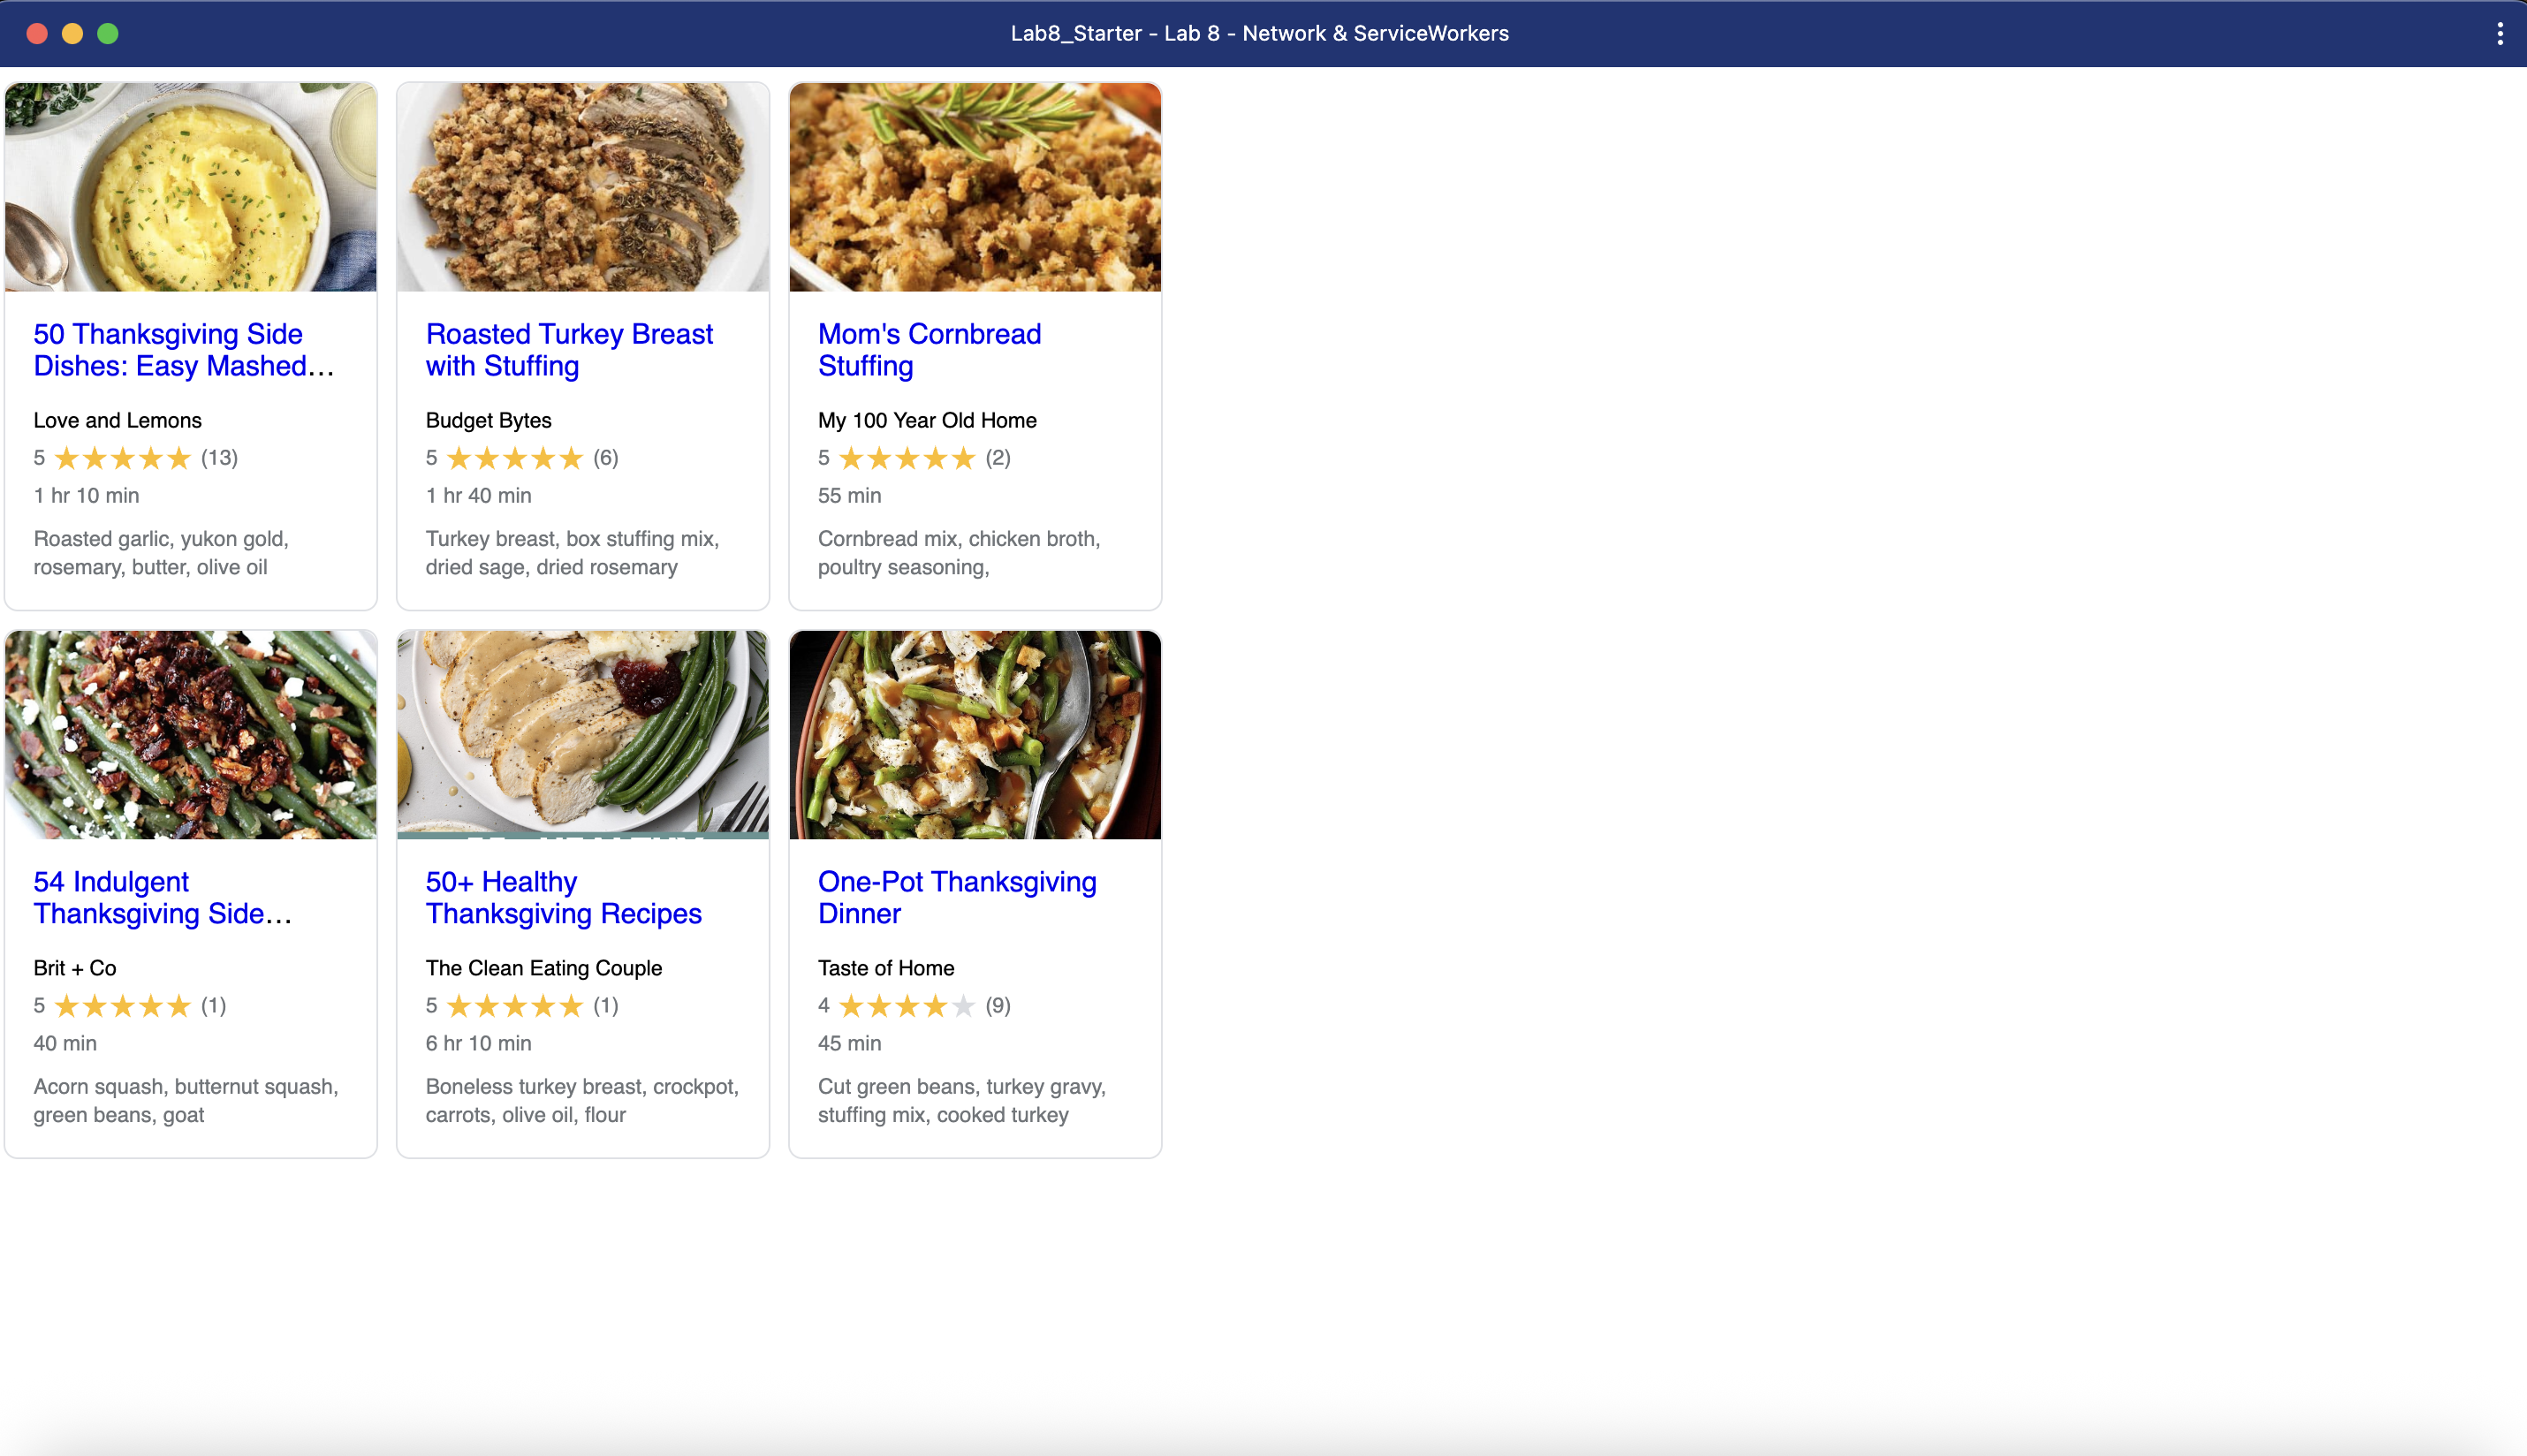 Lab8_Starter - Lab 8 - Network & ServiceWorkers
50 Thanksgiving Side
Dishes: Easy Mashed…
Love and Lemons
5 ★★★★★ (13)
1 hr 10 min
Roasted garlic, yukon gold,
rosemary, butter, olive oil
Roasted Turkey Breast
with Stuffing
Budget Bytes
5 ★★★★★ (6)
1 hr 40 min
Turkey breast, box stuffing mix,
dried sage, dried rosemary
Mom's Cornbread
Stuffing
My 100 Year Old Home
5 ★★★★★ (2)
55 min
Cornbread mix, chicken broth,
poultry seasoning,
54 Indulgent
Thanksgiving Side…
Brit + Co
5 ★★★★★ (1)
40 min
Acorn squash, butternut squash,
green beans, goat
50+ Healthy
Thanksgiving Recipes
The Clean Eating Couple
5 ★★★★★ (1)
6 hr 10 min
Boneless turkey breast, crockpot,
carrots, olive oil, flour
One-Pot Thanksgiving
Dinner
Taste of Home
4 ★★★★★ (9)
45 min
Cut green beans, turkey gravy,
stuffing mix, cooked turkey